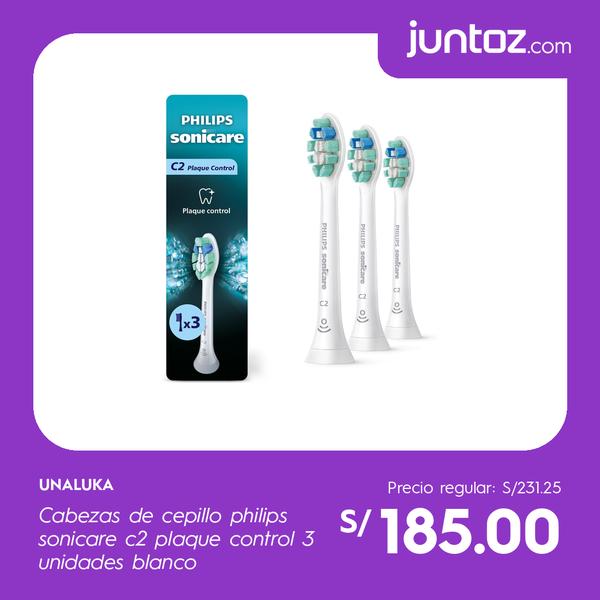 juntoz.com
PHILIPS
sonicare
C2 Plaque Control
Plaque control
x3
PHILIPS sonicare
C2
PHILIPS sonicare
C2
PHILIPS sonicare
C2
UNALUKA
Cabezas de cepillo philips
sonicare c2 plaque control 3
unidades blanco
Precio regular: S/231.25
S/185.00